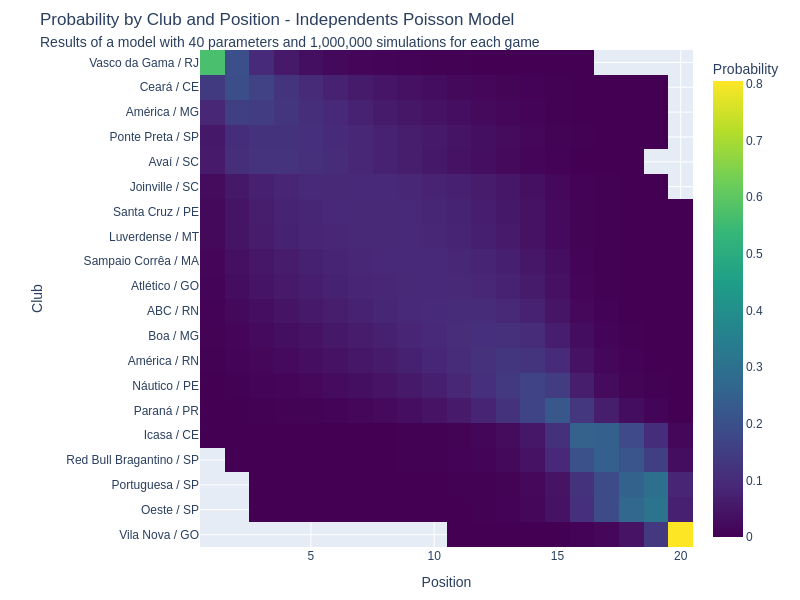 Probability by Club and Position - Independents Poisson Model
Results of a model with 40 parameters and 1,000,000 simulations for each game
Probability
Vasco da Gama / RJ
Ceará / CE
América / MG
Ponte Preta / SP
Avaí / SC
Joinville / SC
Santa Cruz / PE
Luverdense / MT
Sampaio Corrêa / MA
Atlético / GO
ABC / RN
Boa / MG
América / RN
Náutico / PE
Paraná / PR
Icasa / CE
Red Bull Bragantino / SP
Portuguesa / SP
Oeste / SP
Vila Nova / GO
Club
5
10
15
20
Position
0.8
0.7
0.6
0.5
0.4
0.3
0.2
0.1
0